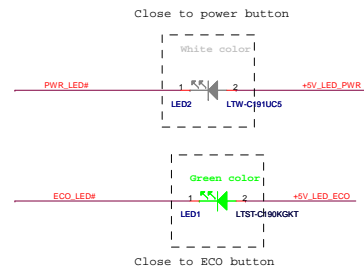 Close to power button
White color
PWR_LED# 1 2 +5V_LED_PWR
LED2 LTW-C191UC5
Green color
ECO_LED# 1 2 +5V_LED_ECO
LED1 LTST-C190KGKT
Close to ECO button